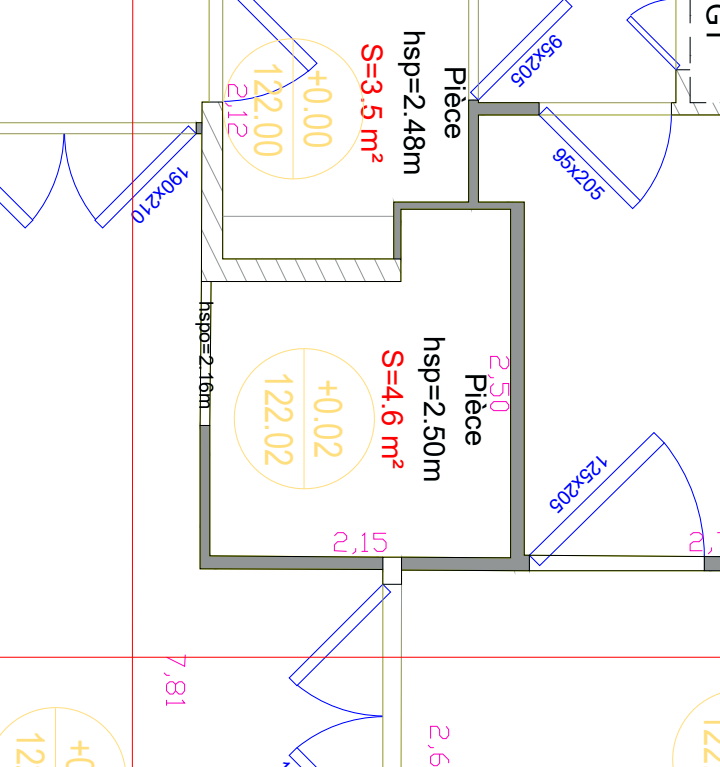 Pièce
hsp=2.48m
S=3.5 m²
+0.00
122.00
2,12
95x205
95x205
190x210
hspo=2.16m
Pièce
hsp=2.50m
S=4.6 m²
+0.02
122.02
2,50
2,15
125x205
7,81
2,6